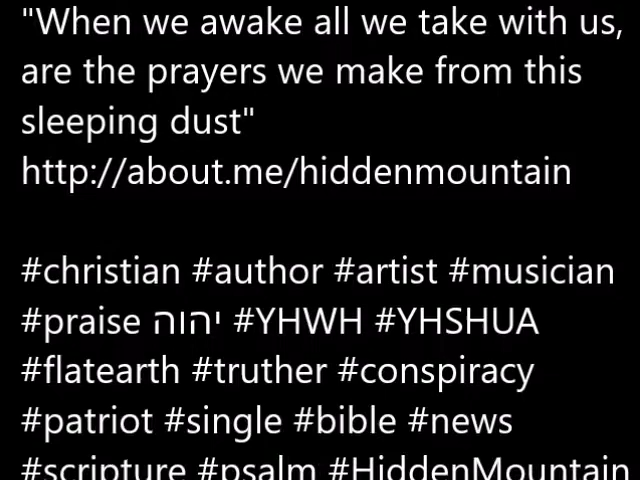 "When we awake all we take with us,
are the prayers we make from this
sleeping dust"
http://about.me/hiddenmountain
#christian #author #artist #musician
#praise יהוה #YHWH #YHSHUA
#flatearth #truther #conspiracy
#patriot #single #bible #news
#scripture #psalm #HiddenMountain